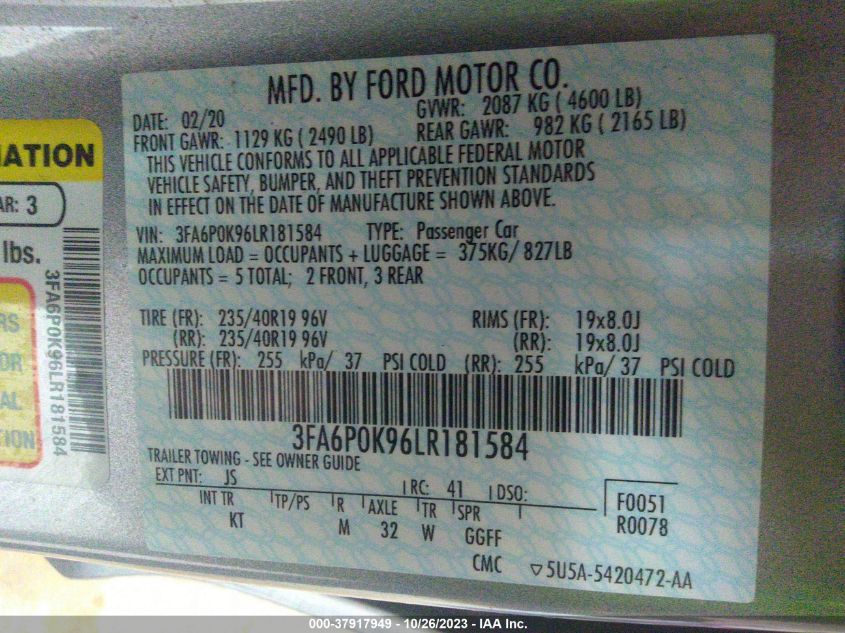 MFD. BY FORD MOTOR CO.
DATE: 02/20 GVWR: 2087 KG ( 4600 LB)
FRONT GAWR: 1129 KG ( 2490 LB) REAR GAWR: 982 KG ( 2165 LB)
THIS VEHICLE CONFORMS TO ALL APPLICABLE FEDERAL MOTOR
VEHICLE SAFETY, BUMPER, AND THEFT PREVENTION STANDARDS
IN EFFECT ON THE DATE OF MANUFACTURE SHOWN ABOVE.
VIN: 3FA6P0K96LR181584 TYPE: Passenger Car
MAXIMUM LOAD = OCCUPANTS + LUGGAGE = 375KG/ 827LB
OCCUPANTS = 5 TOTAL; 2 FRONT, 3 REAR
TIRE (FR): 235/40R19 96V RIMS (FR): 19x8.0J
(RR): 235/40R19 96V (RR): 19x8.0J
PRESSURE (FR): 255 kPa/ 37 PSI COLD (RR): 255 kPa/ 37 PSI COLD
3FA6P0K96LR181584
TRAILER TOWING - SEE OWNER GUIDE
EXT PNT: JS RC: 41 DSO:
INT TR TP/PS R AXLE TR SPR
KT M 32 W GGFF
F0051
R0078
CMC ▽5U5A-5420472-AA
MATION
AR: 3
lbs.
3FA6P0K96LR181584
RS
OR
AL
TION
000-37917949 - 10/26/2023 - IAA Inc.